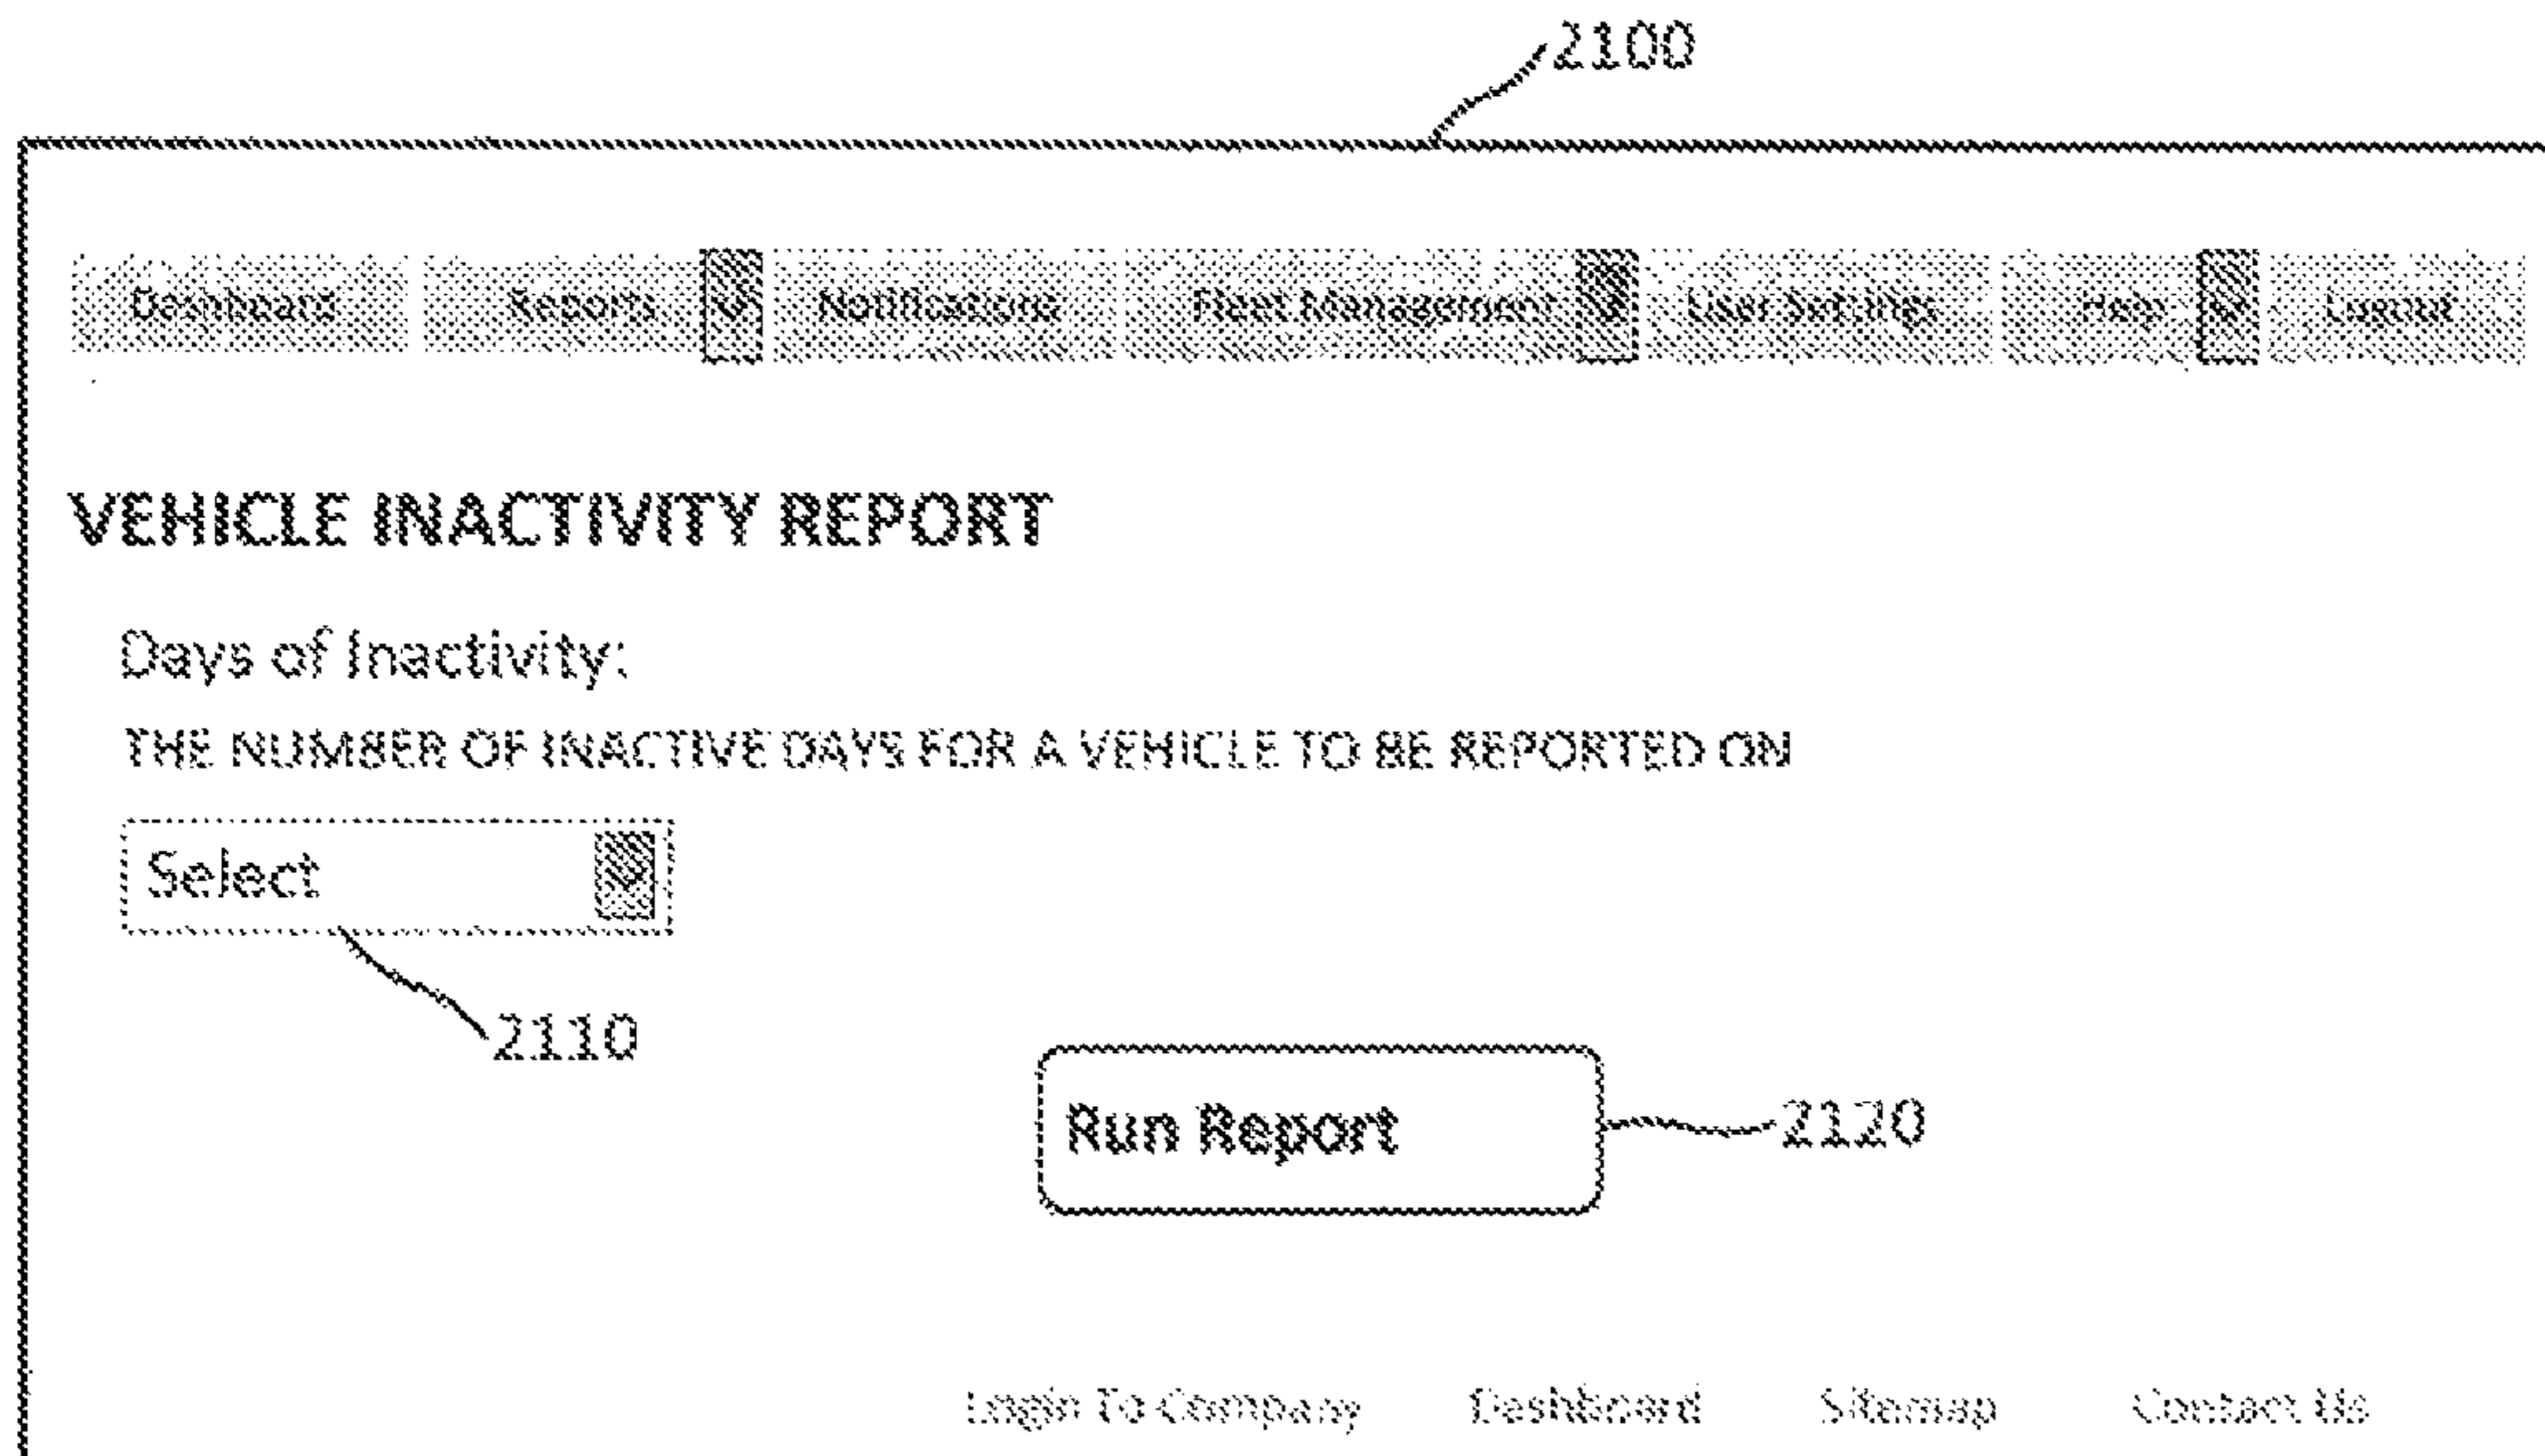 2100
Dashboard Reports Notifications Fleet Management User Settings Help Logout
VEHICLE INACTIVITY REPORT
Days of Inactivity:
THE NUMBER OF INACTIVE DAYS FOR A VEHICLE TO BE REPORTED ON
Select
2110
Run Report 2120
Login To Company Dashboard Sitemap Contact Us